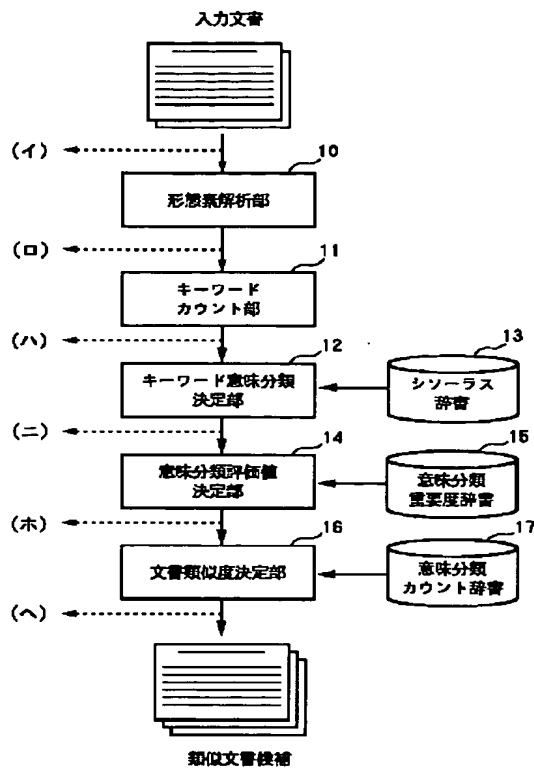 入力文書
(イ)
10
形態素解析部
(ロ)
11
キーワード
カウント部
(ハ)
12
キーワード意味分類
決定部
13
シソーラス
辞書
(ニ)
14
意味分類評価値
決定部
15
意味分類
重要度辞書
(ホ)
16
文書類似度決定部
17
意味分類
カウント辞書
(ヘ)
類似文書候補